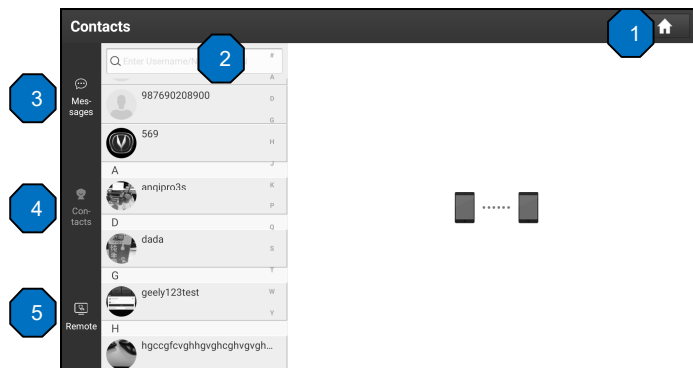 Contacts
1
Enter Username/N
2
3
Mes-
sages
4
Con-
tacts
5
Remote
987690208900
569
A
anqipro3s
D
dada
G
geely123test
H
hgccgfcvghhgvghcghvgvgh...
#
A
D
G
H
J
K
P
Q
S
T
W
Y